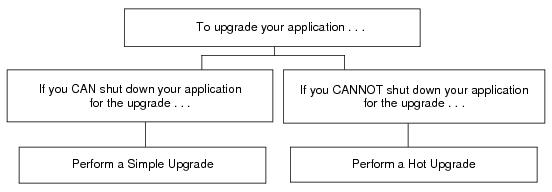 To upgrade your application . . .
If you CAN shut down your application
for the upgrade . . .
If you CANNOT shut down your application
for the upgrade . . .
Perform a Simple Upgrade
Perform a Hot Upgrade